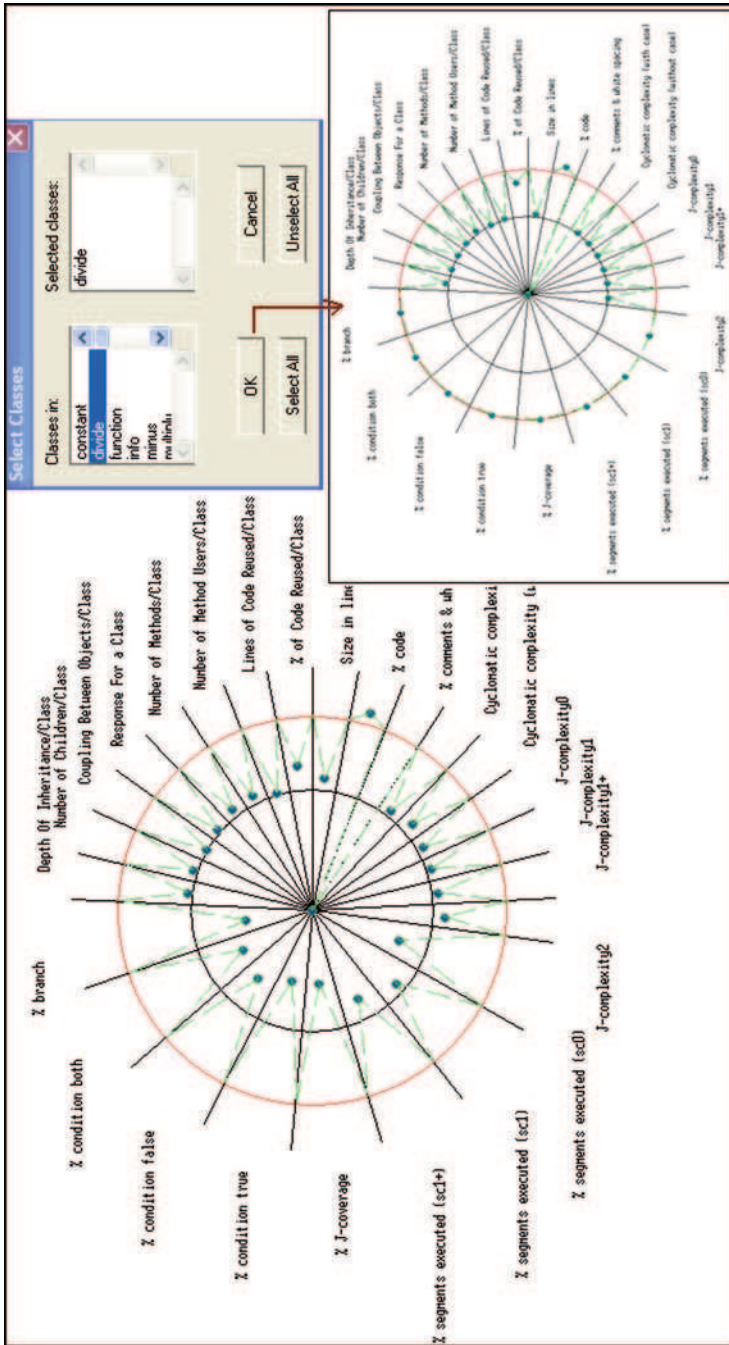 Select Classes
Classes in:
Selected classes:
constant
divide
function
info
minus
multiply
divide
OK
Cancel
Select All
Unselect All
Depth Of Inheritance/Class
Number of Children/Class
Coupling Between Objects/Class
Response For a Class
Number of Methods/Class
Number of Method Users/Class
Lines of Code Reused/Class
% of Code Reused/Class
Size in line
% code
% comments & wh
Cyclomatic complexi
Cyclomatic complexity (
J-complexity0
J-complexity1
J-complexity1+
J-complexity2
% segments executed (sc0)
% segments executed (sc1)
% segments executed (sc1+)
% J-coverage
% condition true
% condition false
% condition both
% branch
Depth Of Inheritance/Class
Number of Children/Class
Coupling Between Objects/Class
Response For a Class
Number of Methods/Class
Number of Method Users/Class
Lines of Code Reused/Class
% of Code Reused/Class
Size in lines
% code
% comments & white spacing
Cyclomatic complexity (with case)
Cyclomatic complexity (without case)
J-complexity0
J-complexity1
J-complexity1+
J-complexity2
% segments executed (sc0)
% segments executed (sc1)
% segments executed (sc1+)
% J-coverage
% condition true
% condition false
% condition both
% branch